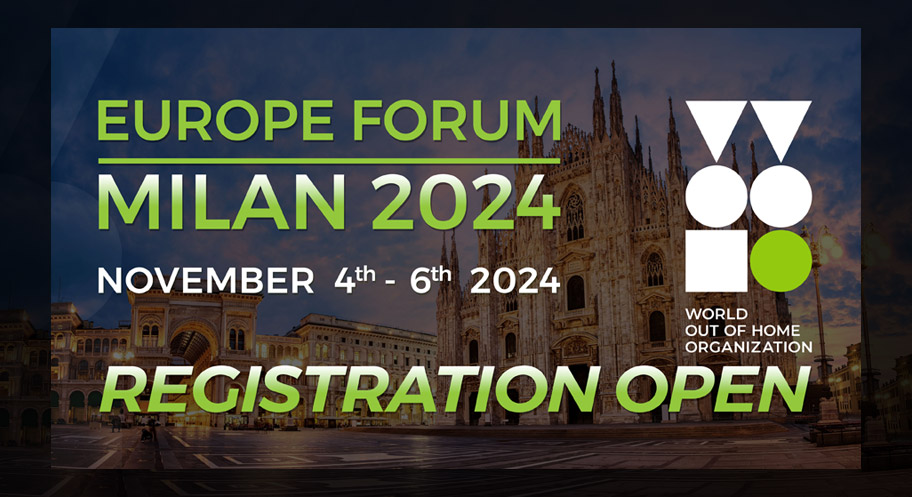 EUROPE FORUM
MILAN 2024
NOVEMBER 4th - 6th 2024
WORLD
OUT OF HOME
ORGANIZATION
REGISTRATION OPEN